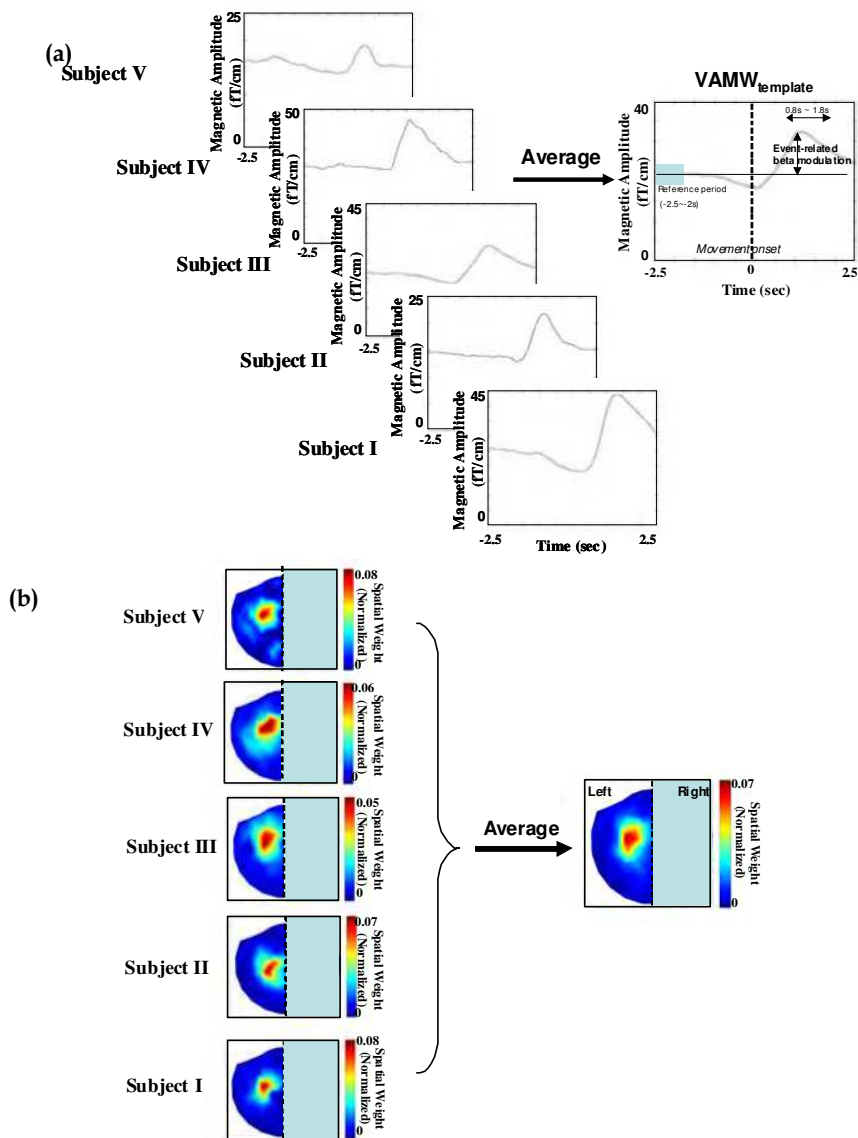 (a)
Subject V
Magnetic Amplitude
(fT/cm)
25
0
-2.5
Subject IV
Magnetic Amplitude
(fT/cm)
50
0
-2.5
Subject III
Magnetic Amplitude
(fT/cm)
45
0
-2.5
Subject II
Magnetic Amplitude
(fT/cm)
25
0
-2.5
Subject I
Magnetic Amplitude
(fT/cm)
45
0
-2.5
2.5
Time (sec)
Average
VAMWtemplate
Magnetic Amplitude
(fT/cm)
40
0
0.8s ~ 1.8s
Event-related
beta modulation
Reference period
(-2.5~-2s)
Movement onset
-2.5
0
2.5
Time (sec)
(b)
Subject V
0.08
0
Spatial Weight
(Normalized)
Subject IV
0.06
0
Spatial Weight
(Normalized)
Subject III
0.05
0
Spatial Weight
(Normalized)
Subject II
0.07
0
Spatial Weight
(Normalized)
Subject I
0.08
0
Spatial Weight
(Normalized)
Average
Left
Right
0.07
0
Spatial Weight
(Normalized)